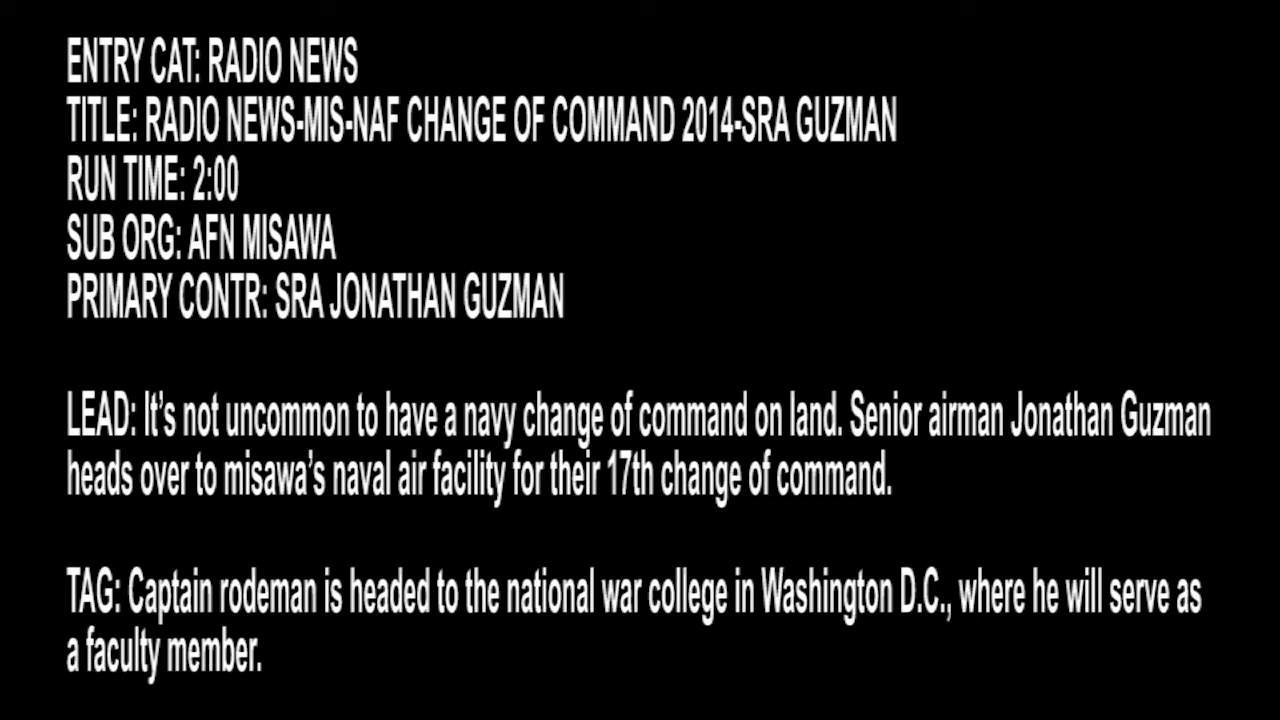 ENTRY CAT: RADIO NEWS
TITLE: RADIO NEWS-MIS-NAF CHANGE OF COMMAND 2014-SRA GUZMAN
RUN TIME: 2:00
SUB ORG: AFN MISAWA
PRIMARY CONTR: SRA JONATHAN GUZMAN
LEAD: It’s not uncommon to have a navy change of command on land. Senior airman Jonathan Guzman
heads over to misawa’s naval air facility for their 17th change of command.
TAG: Captain rodeman is headed to the national war college in Washington D.C., where he will serve as
a faculty member.